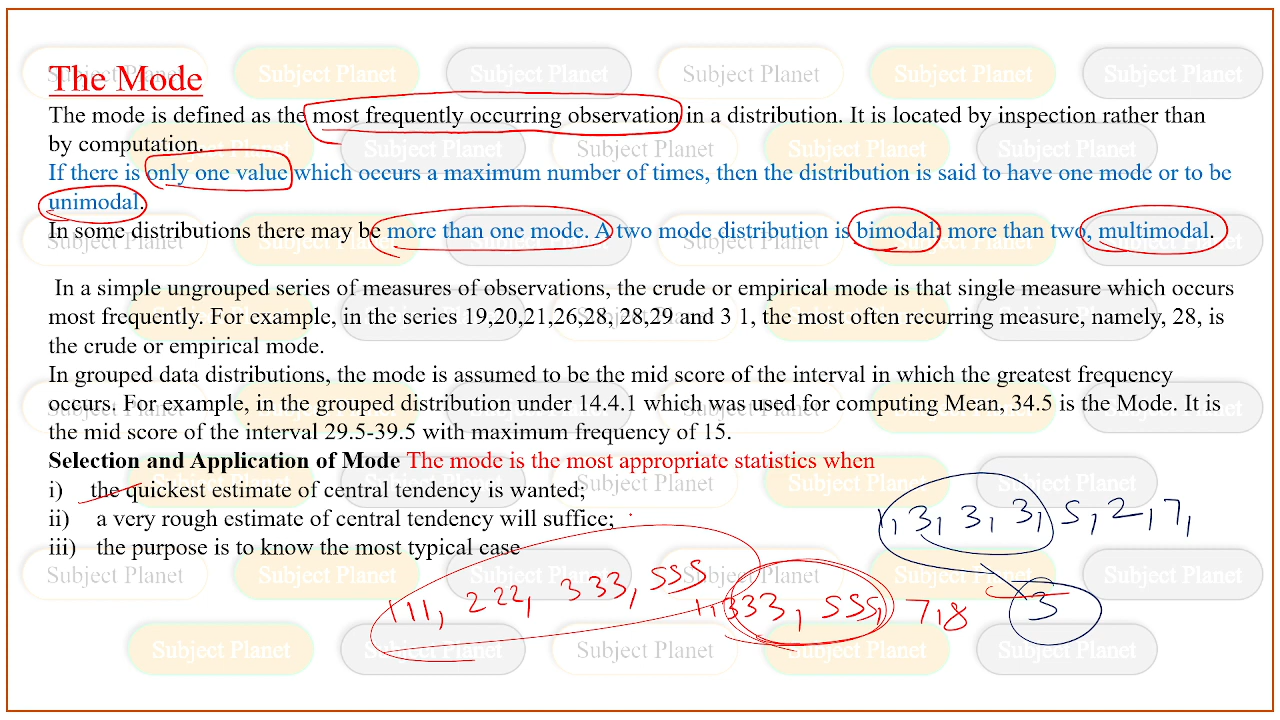 The Mode
The mode is defined as the most frequently occurring observation in a distribution. It is located by inspection rather than
by computation.
If there is only one value which occurs a maximum number of times, then the distribution is said to have one mode or to be
unimodal.
In some distributions there may be more than one mode. A two mode distribution is bimodal; more than two, multimodal.
In a simple ungrouped series of measures of observations, the crude or empirical mode is that single measure which occurs
most frequently. For example, in the series 19,20,21,26,28, 28,29 and 3 1, the most often recurring measure, namely, 28, is
the crude or empirical mode.
In grouped data distributions, the mode is assumed to be the mid score of the interval in which the greatest frequency
occurs. For example, in the grouped distribution under 14.4.1 which was used for computing Mean, 34.5 is the Mode. It is
the mid score of the interval 29.5-39.5 with maximum frequency of 15.
Selection and Application of Mode The mode is the most appropriate statistics when
i) the quickest estimate of central tendency is wanted;
ii) a very rough estimate of central tendency will suffice;
iii) the purpose is to know the most typical case
1, 3, 3, 3, 5, 2, 7,
3
111, 222, 333, 555
1, 333, 555, 7, 8
Subject Planet Subject Planet Subject Planet Subject Planet Subject Planet Subject Planet